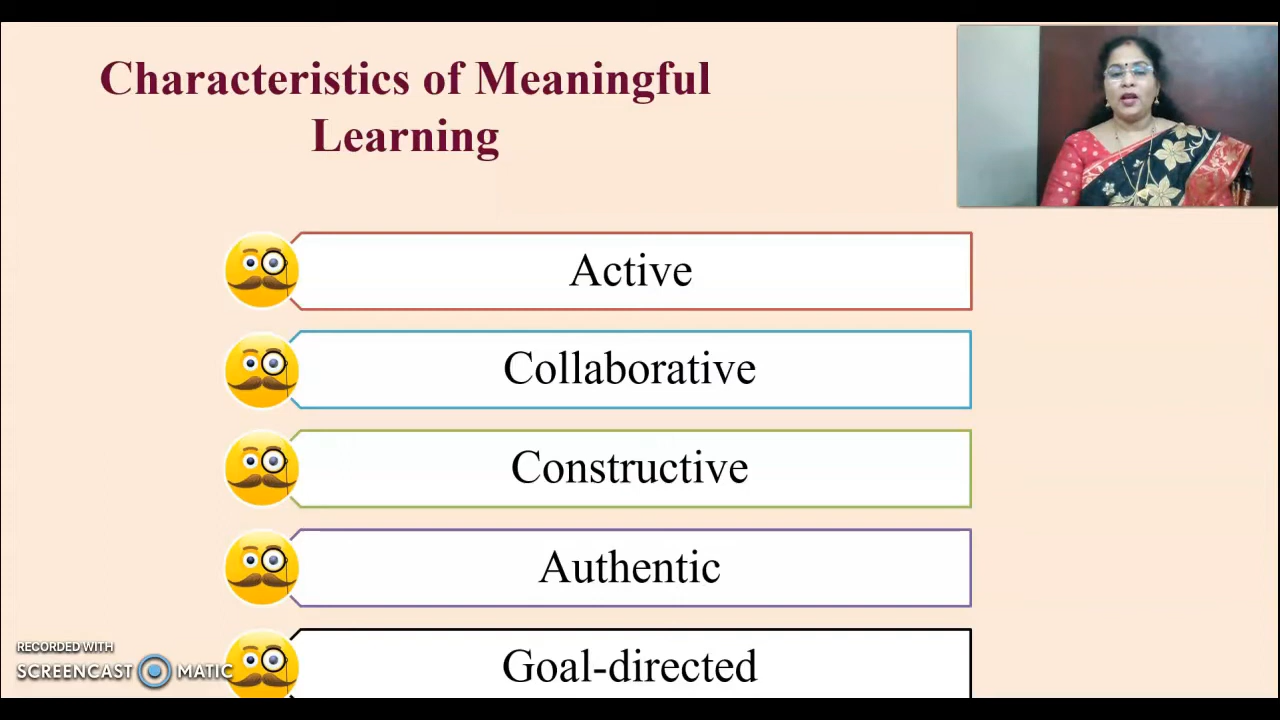 Characteristics of Meaningful
Learning
Active
Collaborative
Constructive
Authentic
Goal-directed
RECORDED WITH
SCREENCAST MATIC